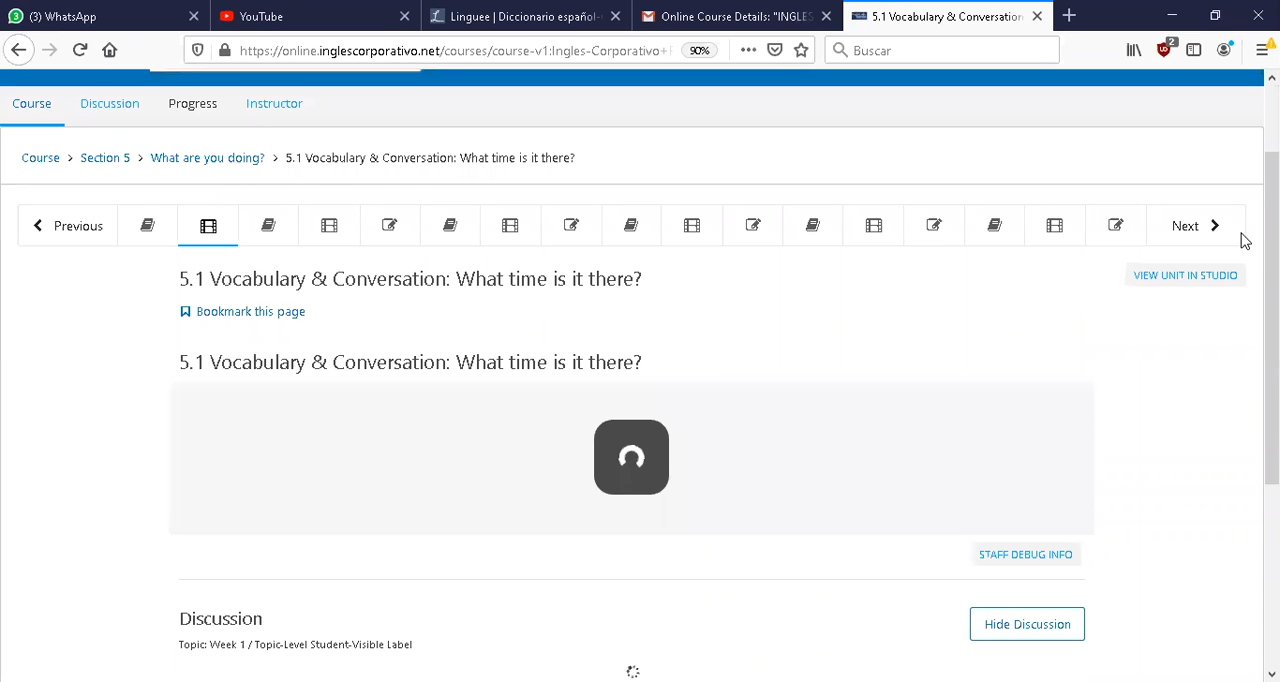 (3) WhatsApp
YouTube
Linguee | Diccionario español-
Online Course Details: "INGLES
5.1 Vocabulary & Conversation:
https://online.inglescorporativo.net/courses/course-v1:Ingles-Corporativo+
90%
Buscar
2
Course
Discussion
Progress
Instructor
Course > Section 5 > What are you doing? > 5.1 Vocabulary & Conversation: What time is it there?
Previous
Next
5.1 Vocabulary & Conversation: What time is it there?
VIEW UNIT IN STUDIO
Bookmark this page
5.1 Vocabulary & Conversation: What time is it there?
STAFF DEBUG INFO
Discussion
Hide Discussion
Topic: Week 1 / Topic-Level Student-Visible Label